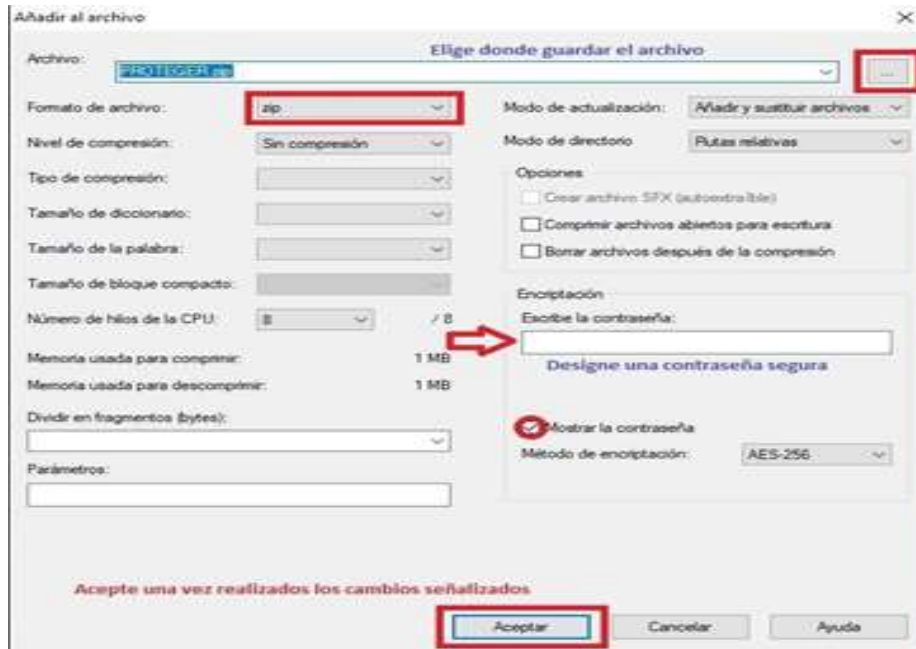 Añadir al archivo
Elige donde guardar el archivo
Archivo:
PROTEGER.zip
...
Formato de archivo:
zip
Modo de actualización:
Añadir y sustituir archivos
Nivel de compresión:
Sin compresión
Modo de directorio
Rutas relativas
Tipo de compresión:
Opciones
Crear archivo SFX (autoextraíble)
Tamaño de diccionario:
Comprimir archivos abiertos para escritura
Tamaño de la palabra:
Borrar archivos después de la compresión
Tamaño de bloque compacto:
Encriptación
Número de hilos de la CPU:
8
/ 8
Escribe la contraseña:
Memoria usada para comprimir:
1 MB
Designe una contraseña segura
Memoria usada para descomprimir:
1 MB
Dividir en fragmentos (bytes):
Mostrar la contraseña
Método de encriptación:
AES-256
Parámetros:
Acepte una vez realizados los cambios señalizados
Aceptar
Cancelar
Ayuda